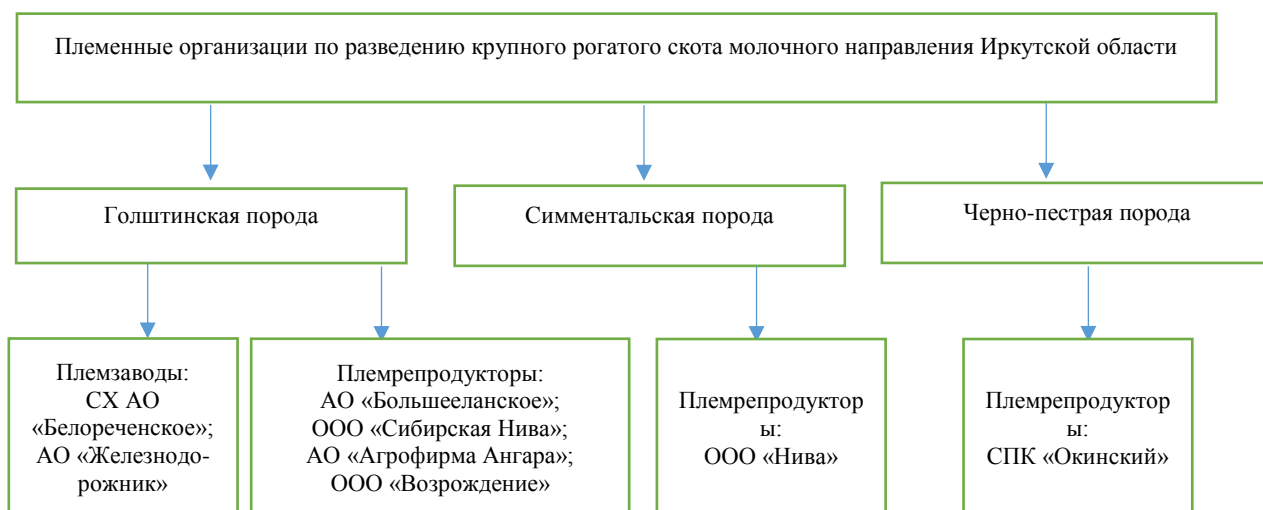 Племенные организации по разведению крупного рогатого скота молочного направления Иркутской области
Голштинская порода
Симментальская порода
Черно-пестрая порода
Племзаводы:
СХ АО
«Белореченское»;
АО «Железнодо-
рожник»
Племрепродукторы:
АО «Большееланское»;
ООО «Сибирская Нива»;
АО «Агрофирма Ангара»;
ООО «Возрождение»
Племрепродуктор
ы:
ООО «Нива»
Племрепродуктор
ы:
СПК «Окинский»